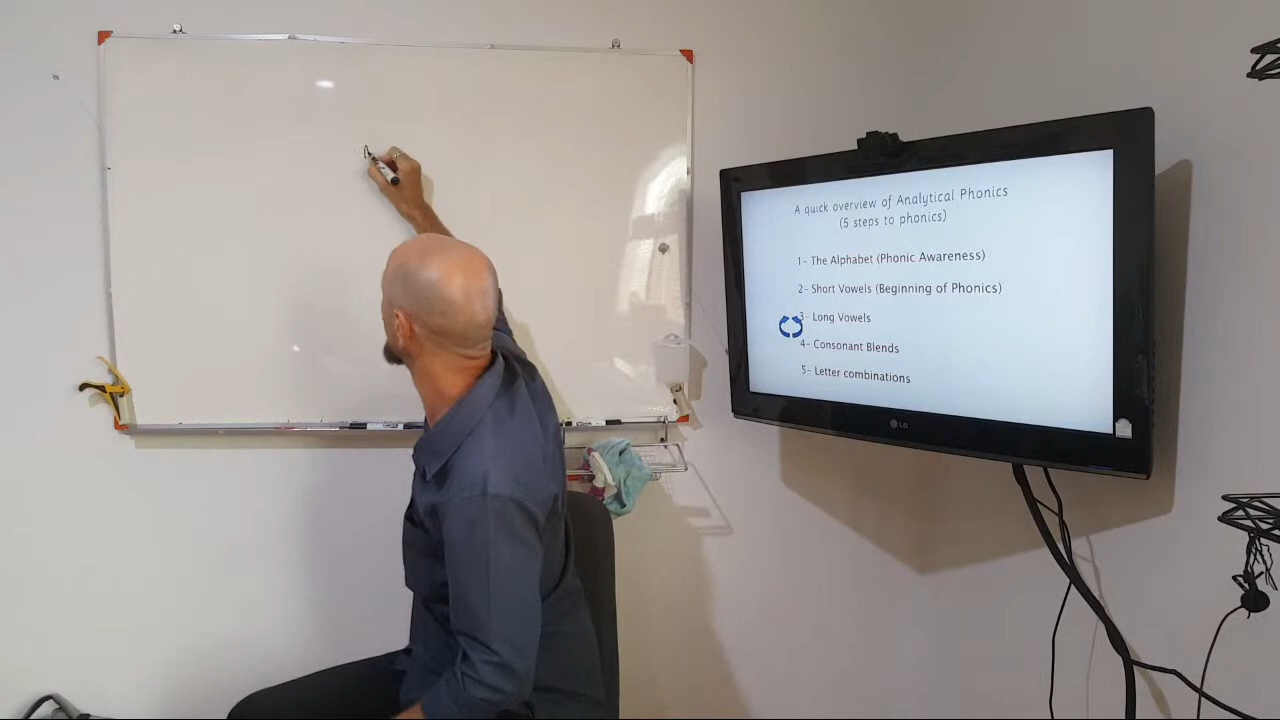 A quick overview of Analytical Phonics
(5 steps to phonics)
1- The Alphabet (Phonic Awareness)
2- Short Vowels (Beginning of Phonics)
3- Long Vowels
4- Consonant Blends
5- Letter combinations
LG